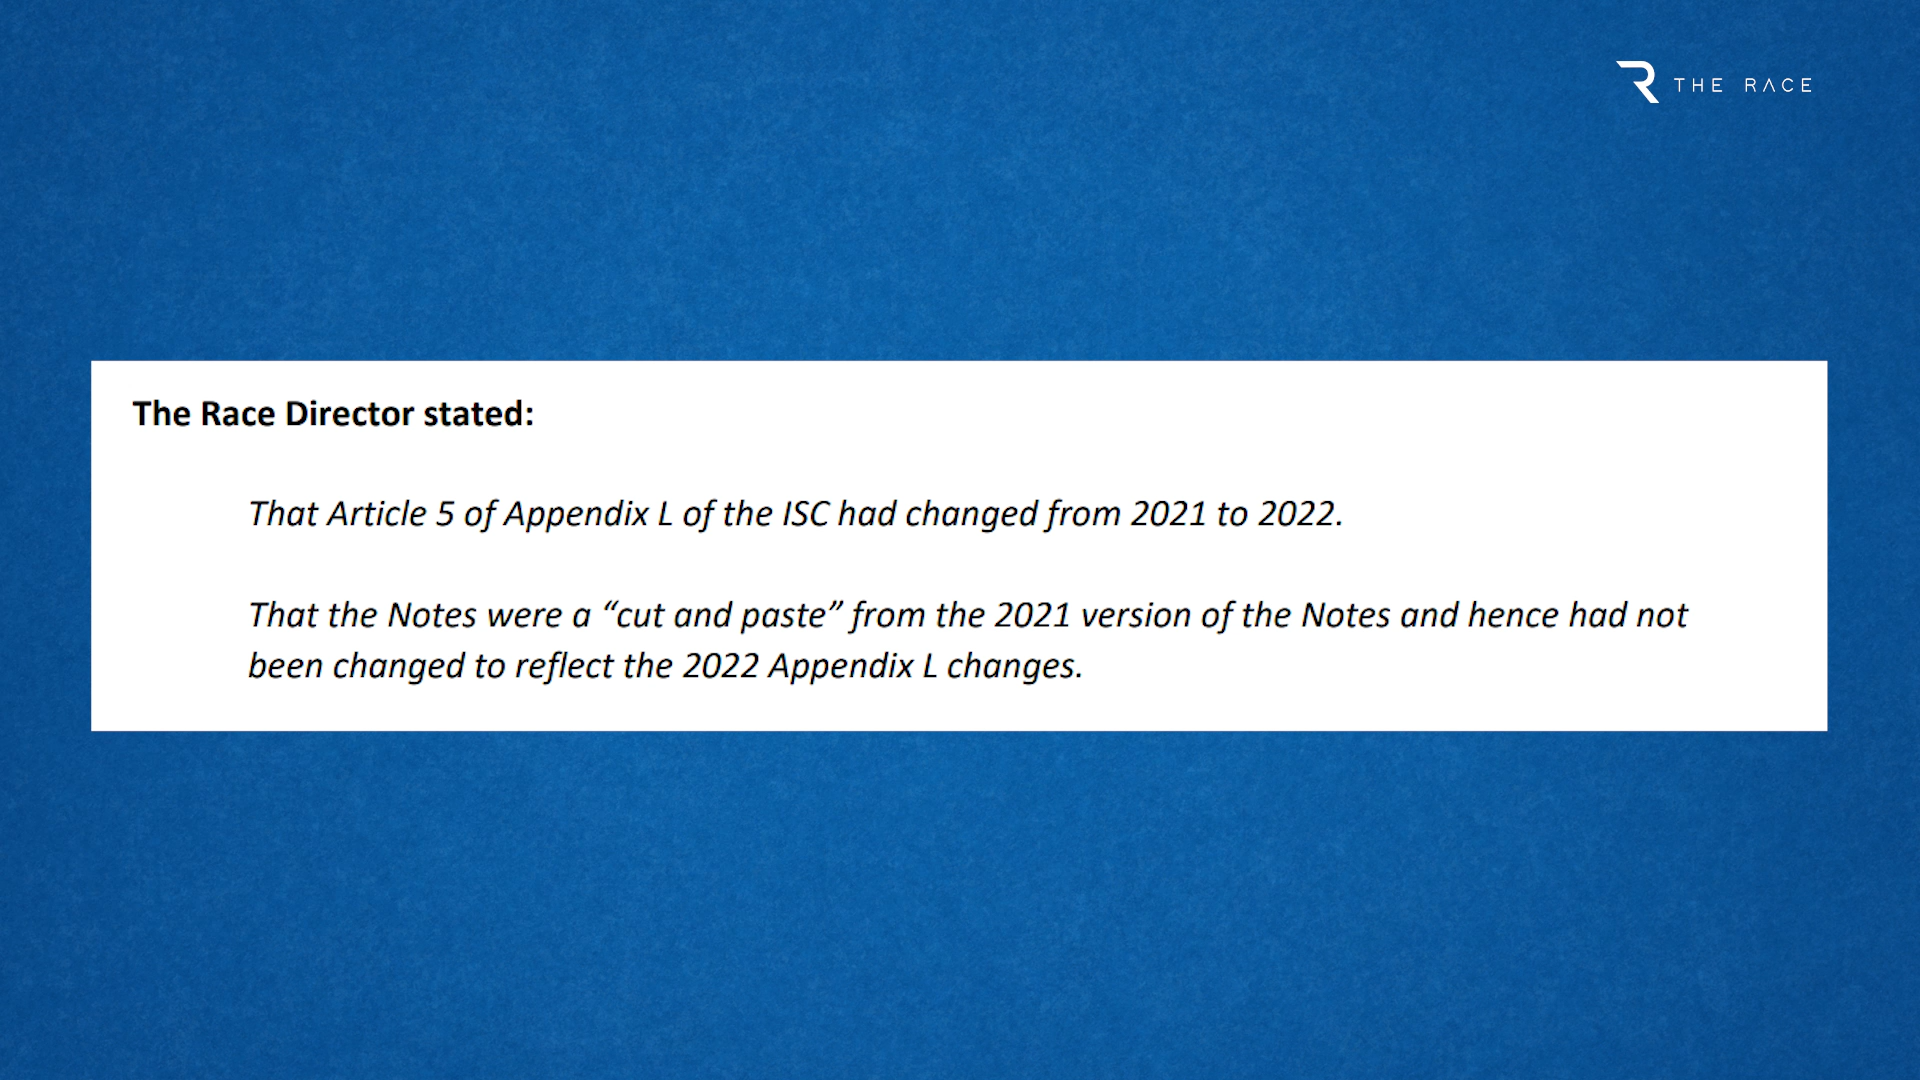 THE RACE
The Race Director stated:
That Article 5 of Appendix L of the ISC had changed from 2021 to 2022.
That the Notes were a “cut and paste” from the 2021 version of the Notes and hence had not
been changed to reflect the 2022 Appendix L changes.